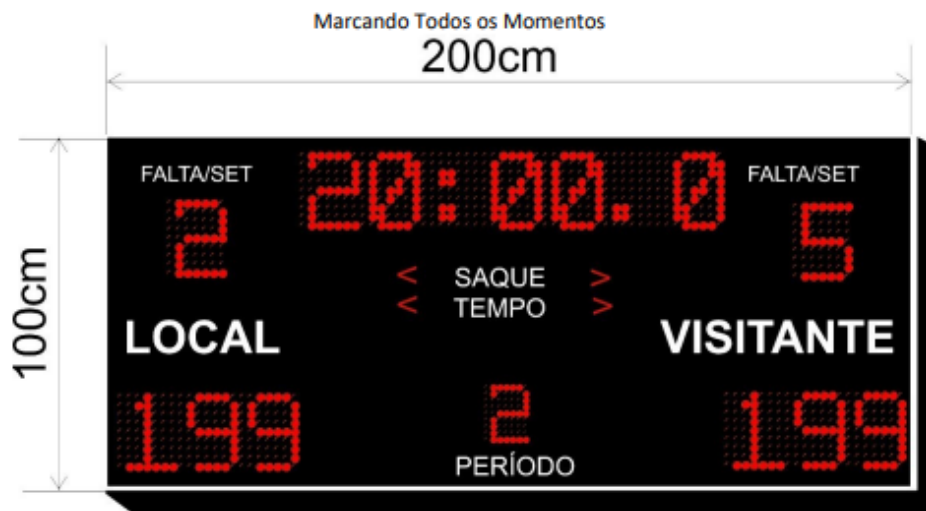 Marcando Todos os Momentos
200cm
100cm
FALTA/SET 20:00.0 FALTA/SET
2 5
< SAQUE >
< TEMPO >
LOCAL VISITANTE
199 2 199
PERÍODO